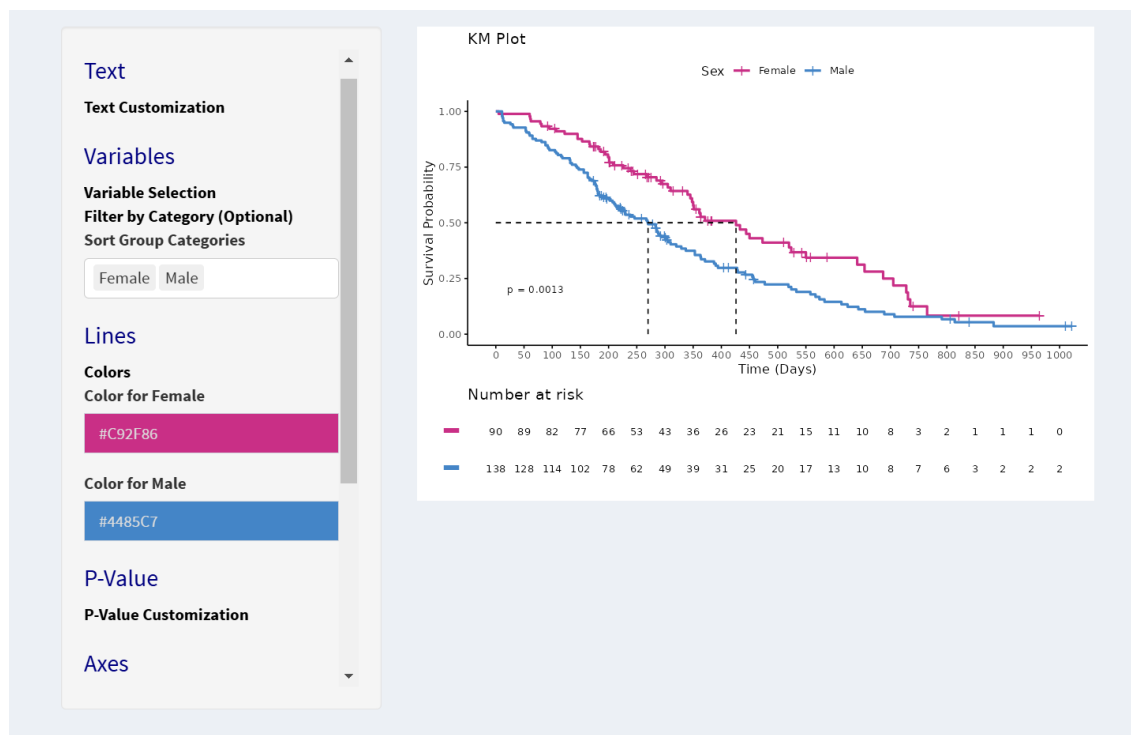 Text
Text Customization
Variables
Variable Selection
Filter by Category (Optional)
Sort Group Categories
Female Male
Lines
Colors
Color for Female
#C92F86
Color for Male
#4485C7
P-Value
P-Value Customization
Axes
KM Plot
Sex Female Male
Survival Probability
1.00
0.75
0.50
0.25
0.00
p = 0.0013
0 50 100 150 200 250 300 350 400 450 500 550 600 650 700 750 800 850 900 950 1000
Time (Days)
Number at risk
90 89 82 77 66 53 43 36 26 23 21 15 11 10 8 3 2 1 1 1 0
138 128 114 102 78 62 49 39 31 25 20 17 13 10 8 7 6 3 2 2 2